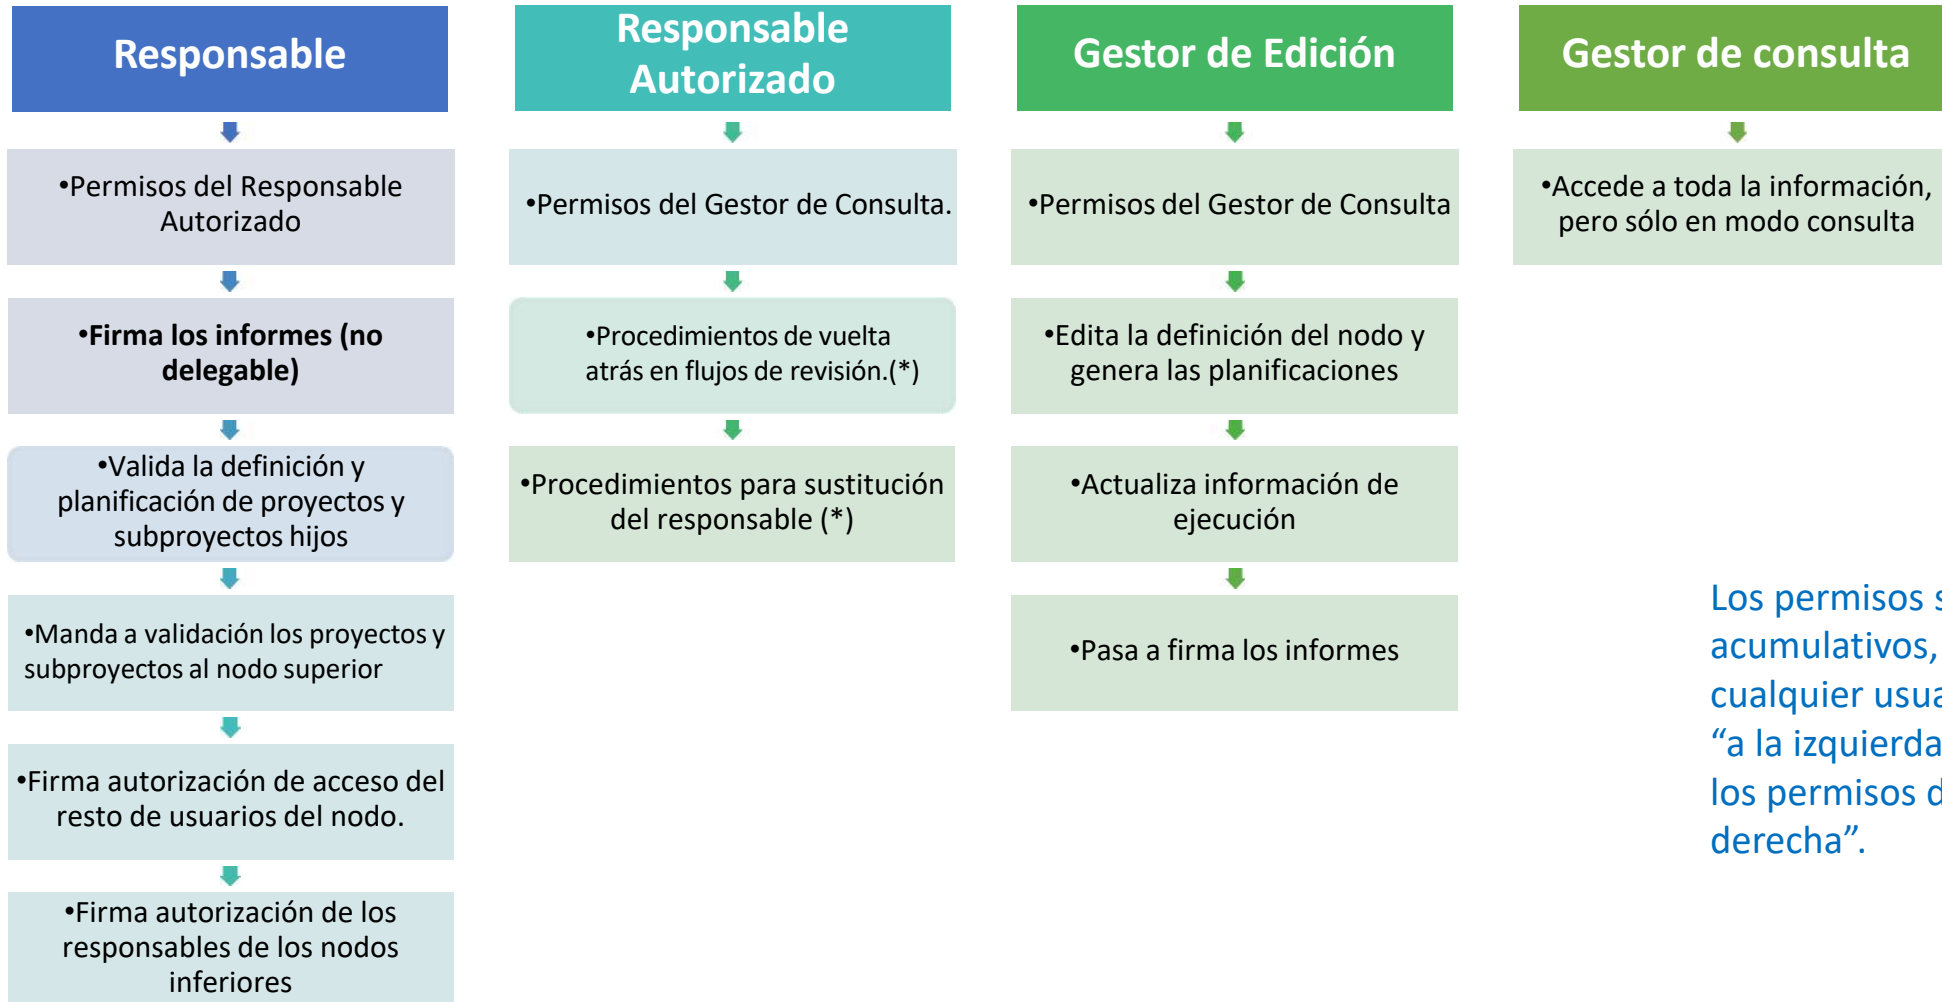 Responsable
•Permisos del Responsable
Autorizado
•Firma los informes (no
delegable)
•Valida la definición y
planificación de proyectos y
subproyectos hijos
•Manda a validación los proyectos y
subproyectos al nodo superior
•Firma autorización de acceso del
resto de usuarios del nodo.
•Firma autorización de los
responsables de los nodos
inferiores
Responsable
Autorizado
•Permisos del Gestor de Consulta.
•Procedimientos de vuelta
atrás en flujos de revisión.(*)
•Procedimientos para sustitución
del responsable (*)
Gestor de Edición
•Permisos del Gestor de Consulta
•Edita la definición del nodo y
genera las planificaciones
•Actualiza información de
ejecución
•Pasa a firma los informes
Gestor de consulta
•Accede a toda la información,
pero sólo en modo consulta
Los permisos
acumulativos,
cualquier
“a la izquierda
los permisos
derecha”.